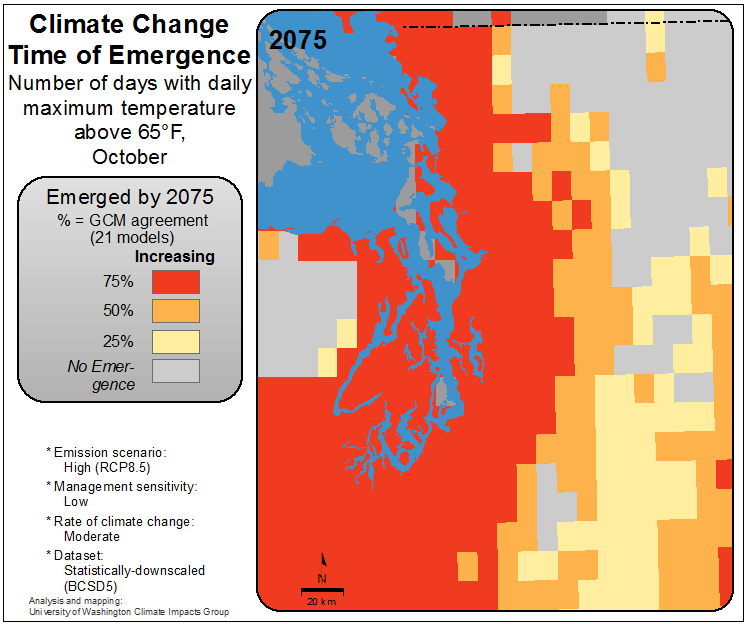 Climate Change
Time of Emergence
Number of days with daily
maximum temperature
above 65°F,
October
Emerged by 2075
% = GCM agreement
(21 models)
Increasing
75%
50%
25%
No Emer-
gence
* Emission scenario:
High (RCP8.5)
* Management sensitivity:
Low
* Rate of climate change:
Moderate
* Dataset:
Statistically-downscaled
(BCSD5)
Analysis and mapping:
University of Washington Climate Impacts Group
2075
N
20 km